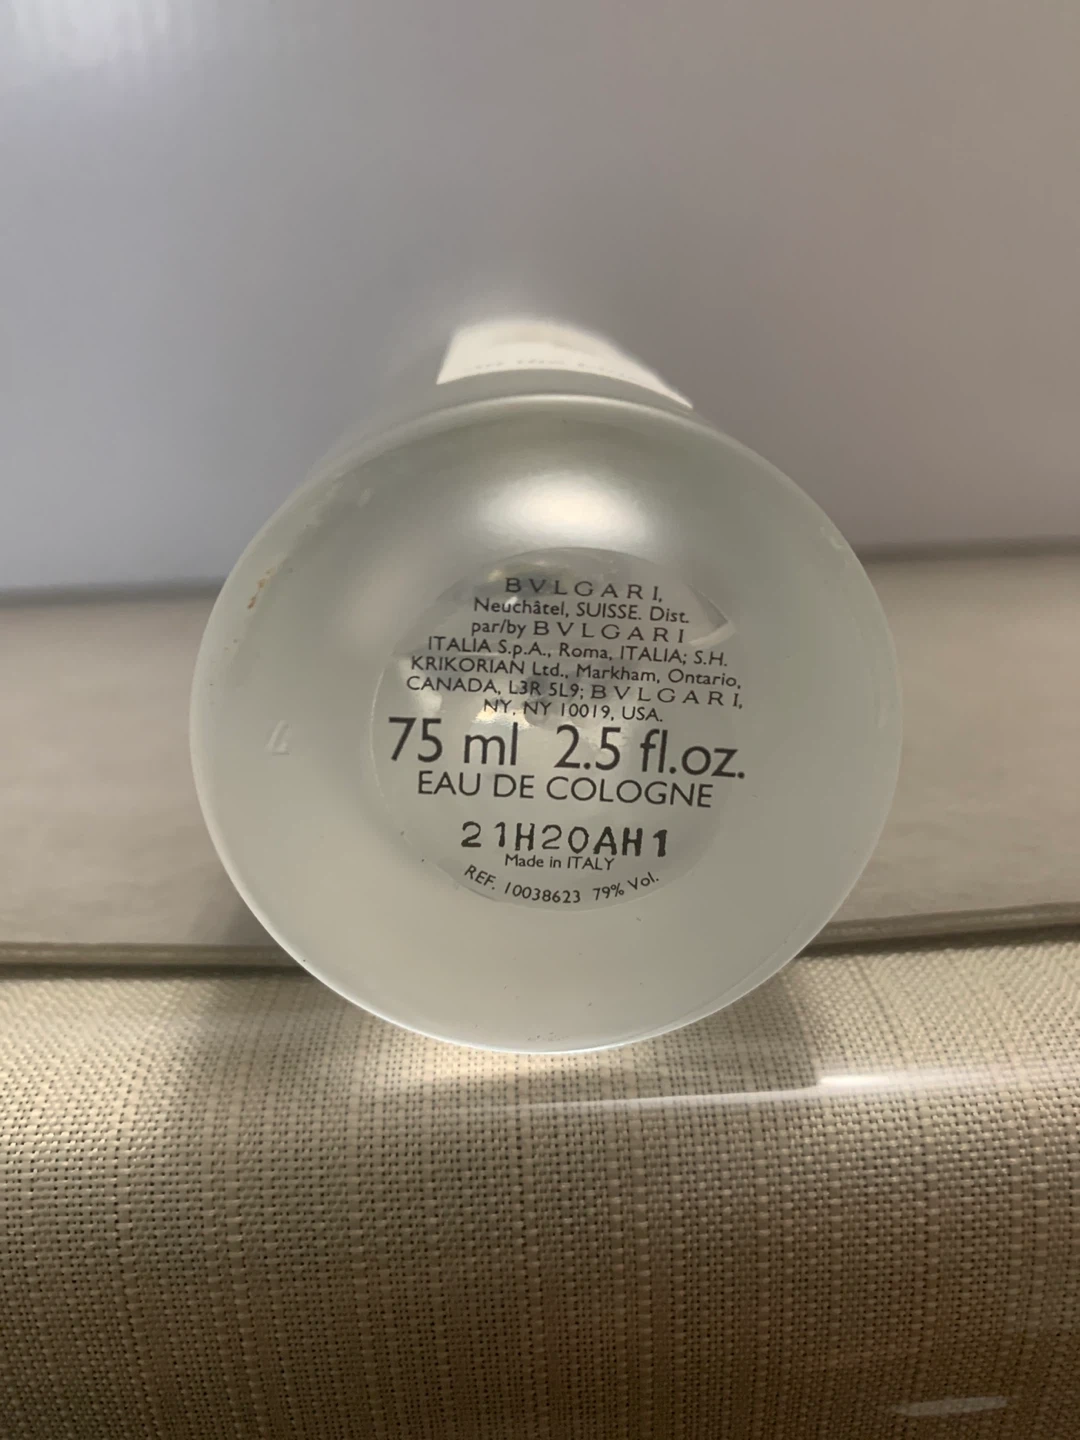 BVLGARI,
Neuchâtel, SUISSE. Dist.
par/by BVLGARI
ITALIA S.p.A., Roma, ITALIA; S.H.
KRIKORIAN Ltd., Markham, Ontario,
CANADA, L3R 5L9; BVLGARI,
NY, NY 10019, USA.
75 ml 2.5 fl.oz.
EAU DE COLOGNE
21H20AH1
Made in ITALY
REF. 10038623 79% Vol.